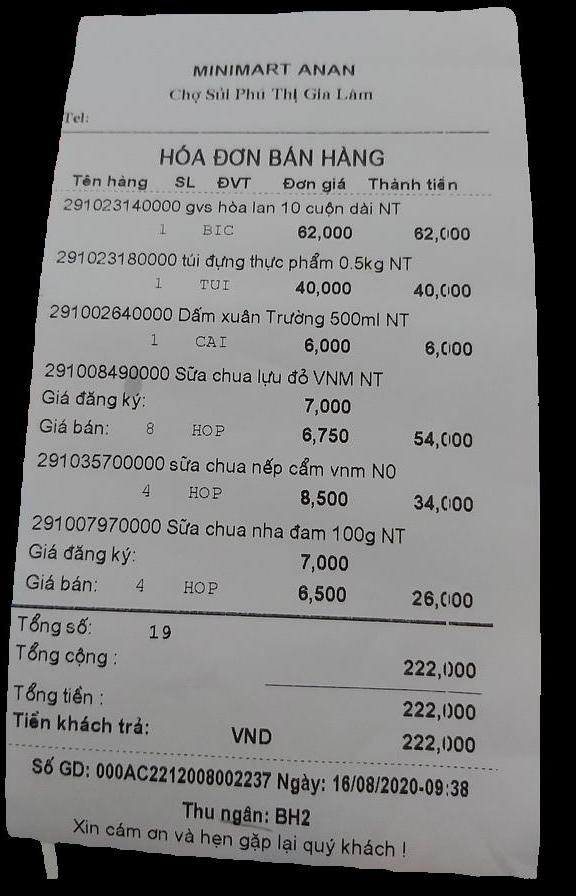 MINIMART ANAN
Chợ Sủi Phú Thị Gia Lâm
Tel:
HÓA ĐƠN BÁN HÀNG
Tên hàng SL ĐVT Đơn giá Thành tiền
291023140000 gvs hòa lan 10 cuộn dài NT
1 BIC 62,000 62,000
291023180000 túi đựng thực phẩm 0.5kg NT
1 TUI 40,000 40,000
291002640000 Dấm xuân Trường 500ml NT
1 CAI 6,000 6,000
291008490000 Sữa chua lựu đỏ VNM NT
Giá đăng ký: 7,000
Giá bán: 8 HOP 6,750 54,000
291035700000 sữa chua nếp cẩm vnm N0
4 HOP 8,500 34,000
291007970000 Sữa chua nha đam 100g NT
Giá đăng ký: 7,000
Giá bán: 4 HOP 6,500 26,000
Tổng số: 19
Tổng cộng : 222,000
Tổng tiền : 222,000
Tiền khách trả: VND 222,000
Số GD: 000AC2212008002237 Ngày: 16/08/2020-09:38
Thu ngân: BH2
Xin cám ơn và hẹn gặp lại quý khách !